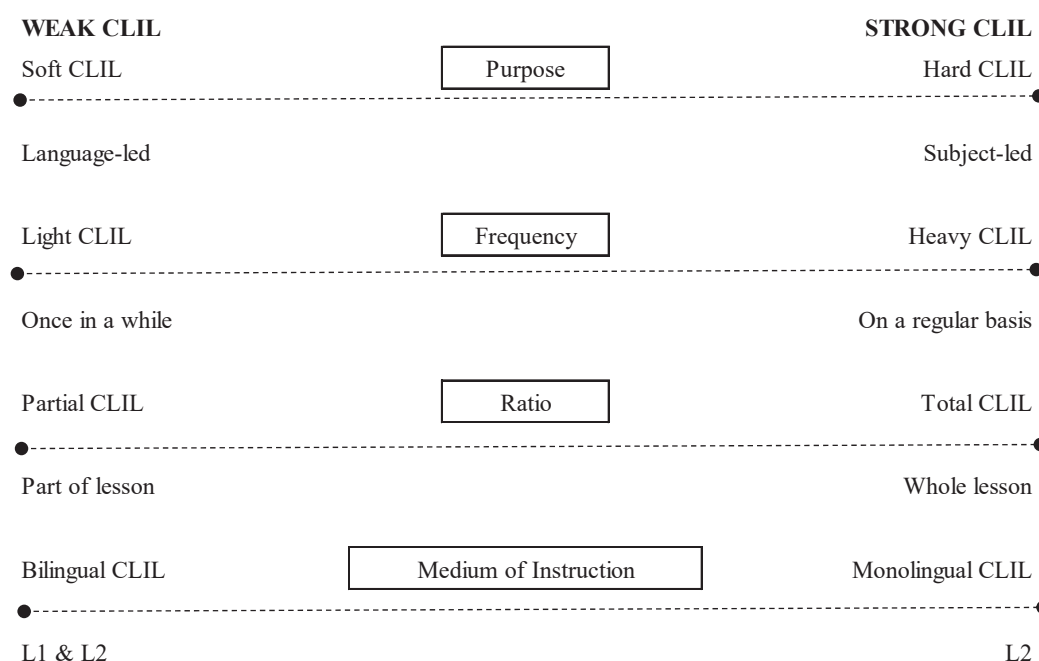 WEAK CLIL STRONG CLIL
Soft CLIL Purpose Hard CLIL
Language-led Subject-led
Light CLIL Frequency Heavy CLIL
Once in a while On a regular basis
Partial CLIL Ratio Total CLIL
Part of lesson Whole lesson
Bilingual CLIL Medium of Instruction Monolingual CLIL
L1 & L2 L2